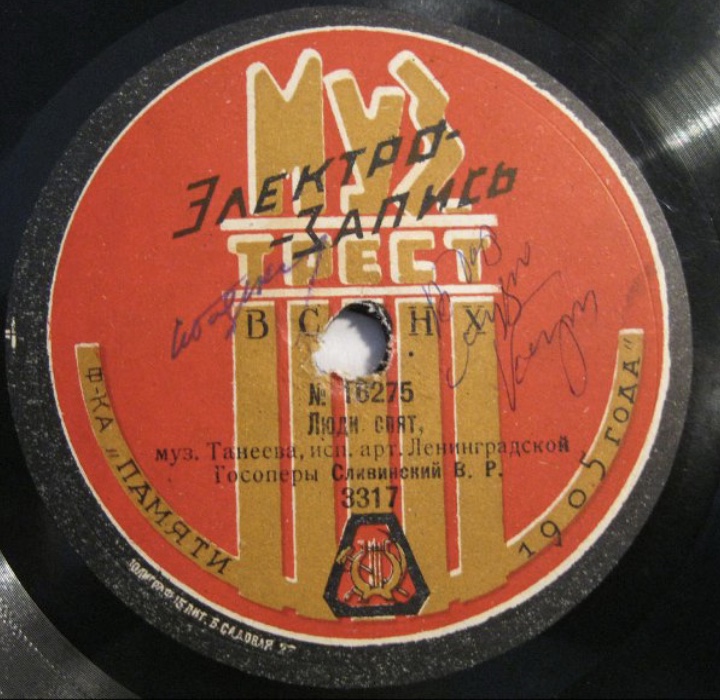 МУЗ
ЭЛЕКТРО-
-ЗАПИСЬ
ТРЕСТ
ВСНХ
№ 16275
Люди спят,
муз. Танеева, исп. арт. Ленинградской
Госоперы Сливинский В. Р.
3317
Ф-КА „ПАМЯТИ 1905 ГОДА"